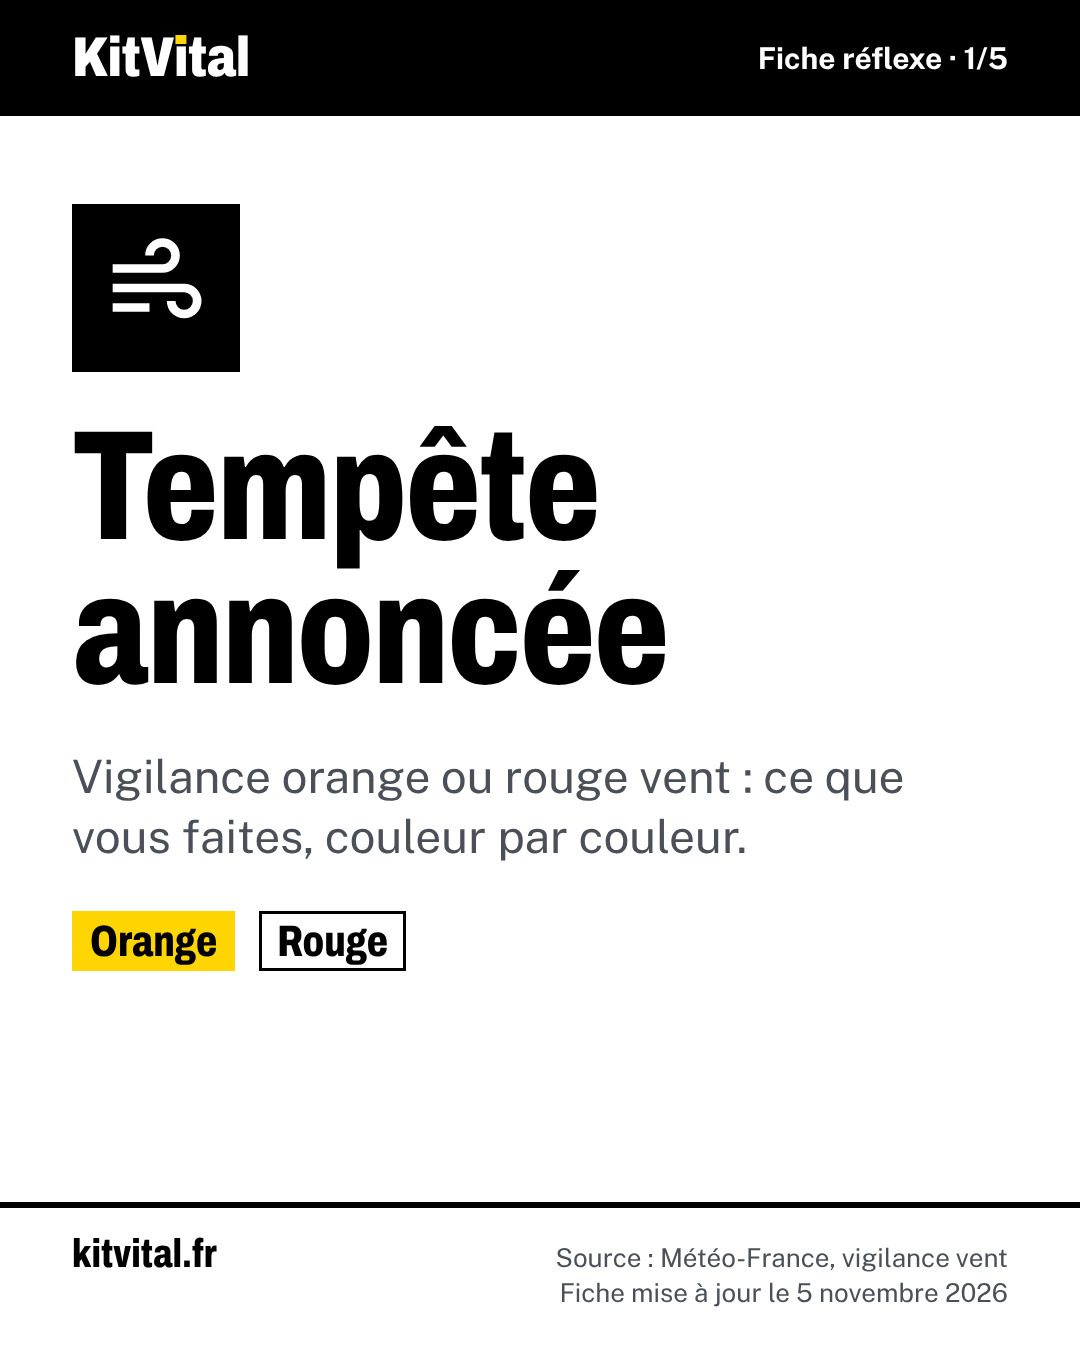 KitVital
Fiche réflexe · 1/5
Tempête
annoncée
Vigilance orange ou rouge vent : ce que
vous faites, couleur par couleur.
Orange
Rouge
kitvital.fr
Source : Météo-France, vigilance vent
Fiche mise à jour le 5 novembre 2026